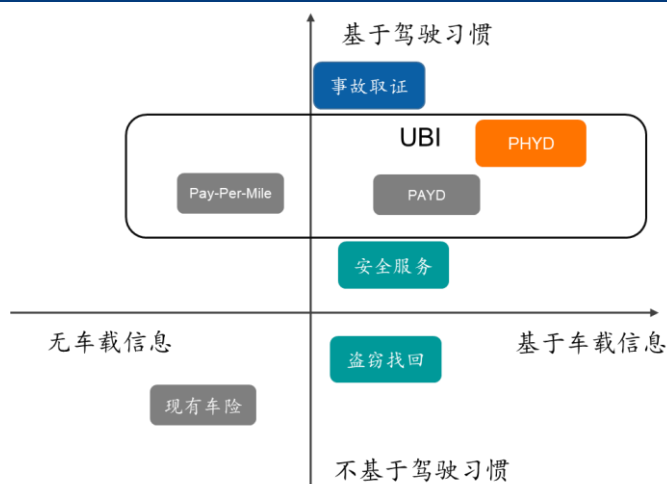 基于驾驶习惯
事故取证
UBI
PHYD
Pay-Per-Mile
PAYD
安全服务
无车载信息
基于车载信息
盗窃找回
现有车险
不基于驾驶习惯